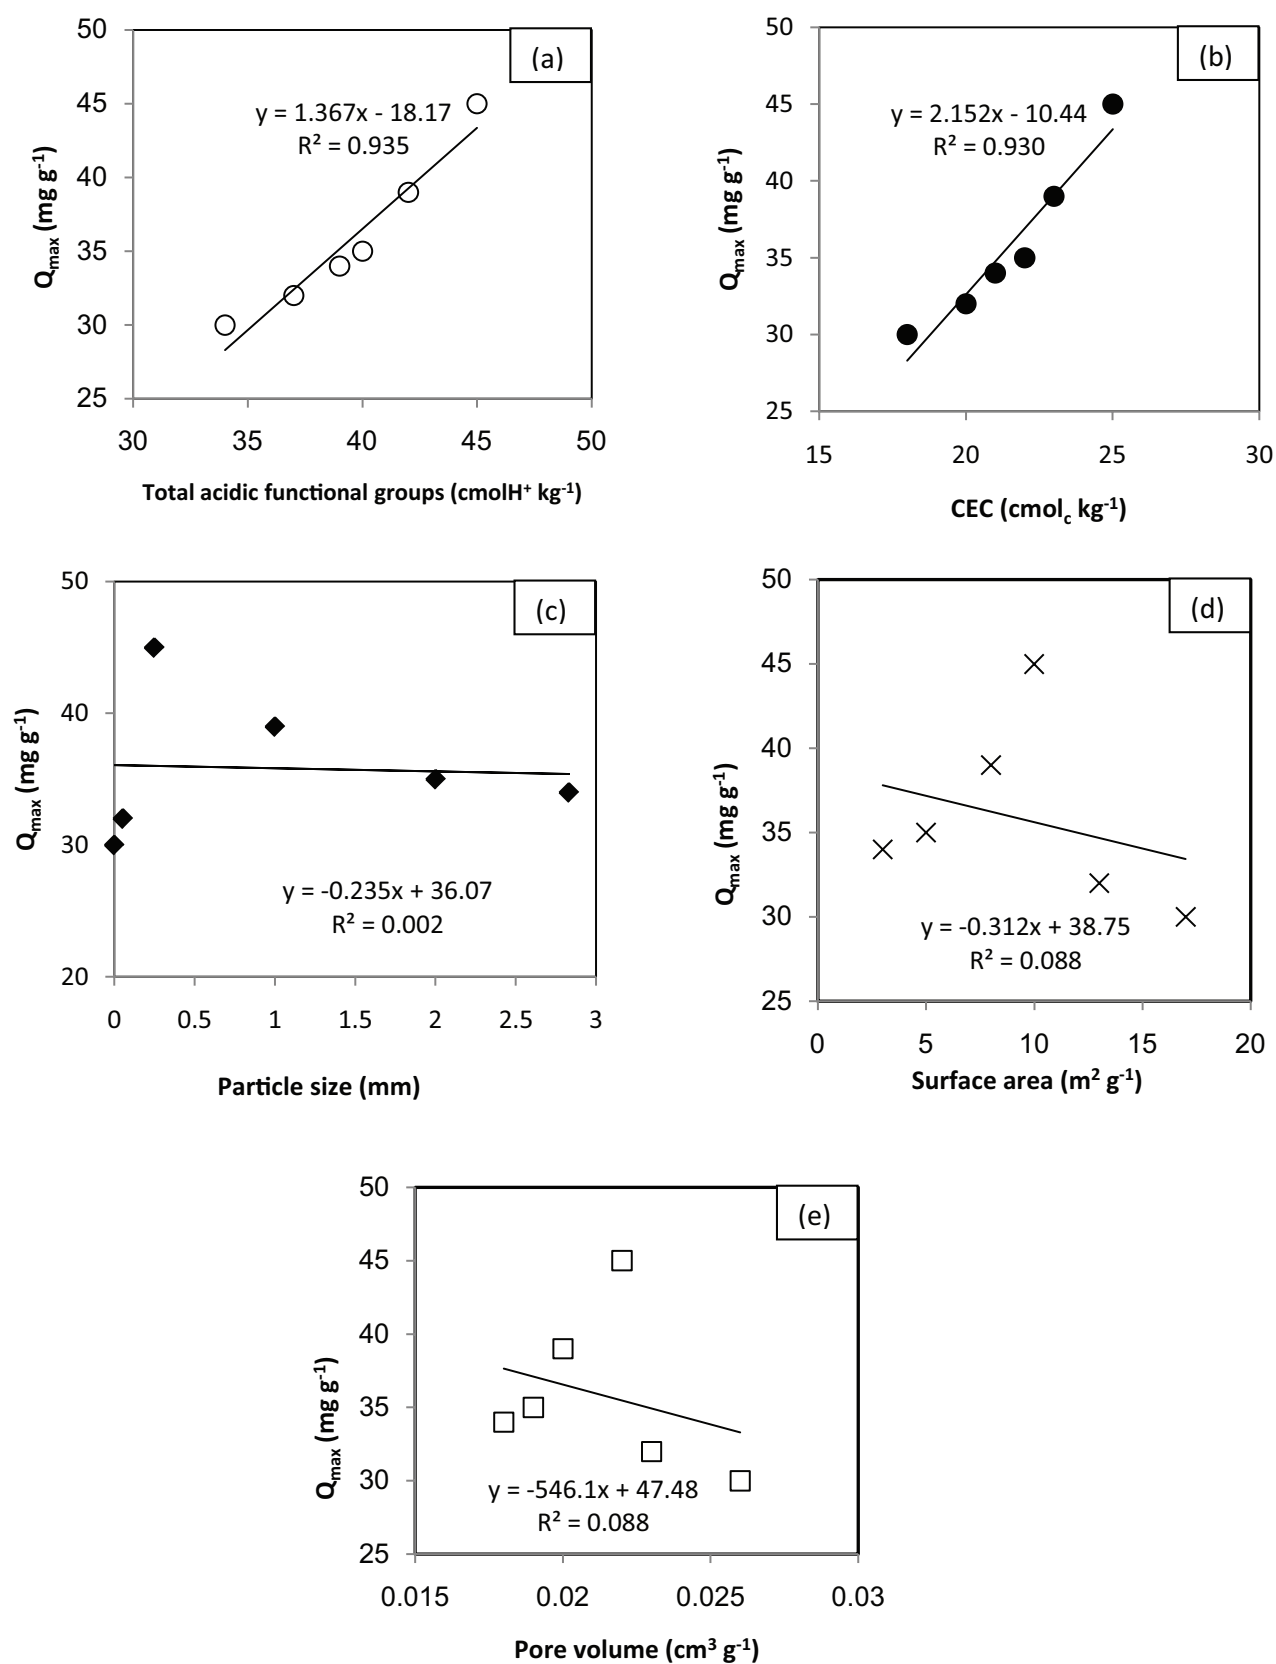 (a)
y = 1.367x - 18.17
R² = 0.935
50
45
40
35
30
25
Qmax (mg g⁻¹)
30 35 40 45 50
Total acidic functional groups (cmolH⁺ kg⁻¹)
(b)
y = 2.152x - 10.44
R² = 0.930
50
45
40
35
30
25
Qmax (mg g⁻¹)
15 20 25 30
CEC (cmolc kg⁻¹)
(c)
50
40
30
20
Qmax (mg g⁻¹)
y = -0.235x + 36.07
R² = 0.002
0 0.5 1 1.5 2 2.5 3
Particle size (mm)
(d)
50
45
40
35
30
25
Qmax (mg g⁻¹)
y = -0.312x + 38.75
R² = 0.088
0 5 10 15 20
Surface area (m² g⁻¹)
(e)
50
45
40
35
30
25
Qmax (mg g⁻¹)
y = -546.1x + 47.48
R² = 0.088
0.015 0.02 0.025 0.03
Pore volume (cm³ g⁻¹)